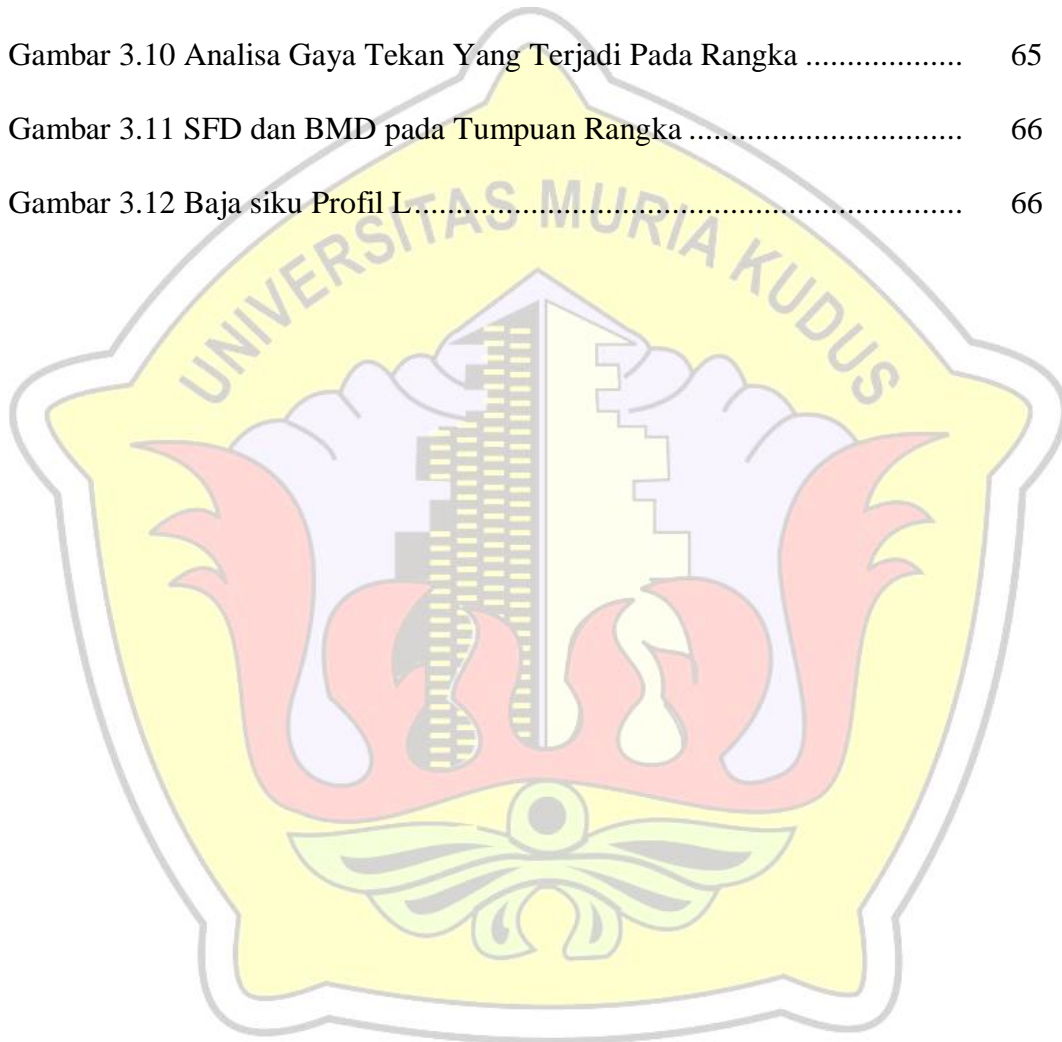 Gambar 3.10 Analisa Gaya Tekan Yang Terjadi Pada Rangka ................... 65
Gambar 3.11 SFD dan BMD pada Tumpuan Rangka ................................. 66
Gambar 3.12 Baja siku Profil L.................................................................. 66
UNIVERSITAS MURIA KUDUS